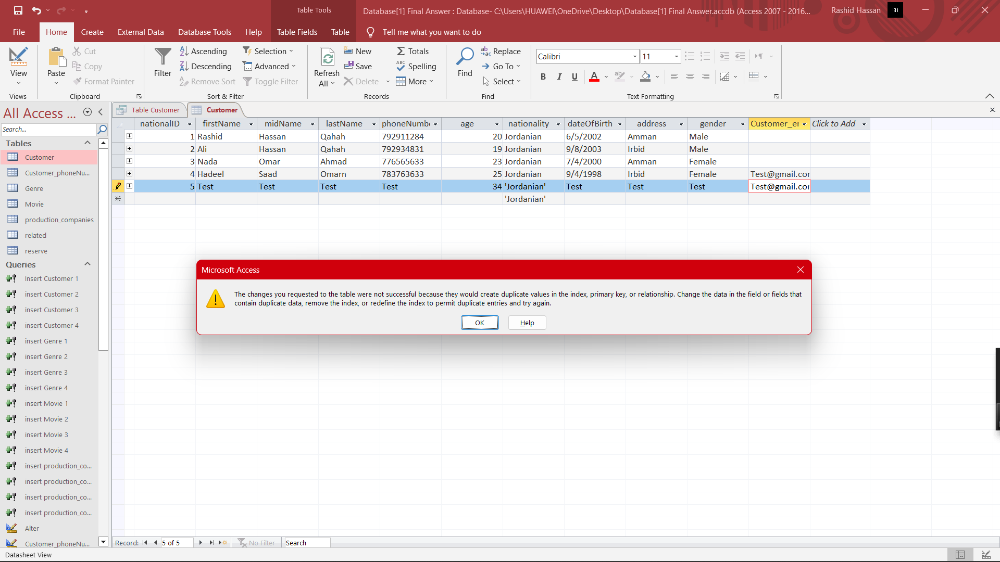 Table Tools
Database[1] Final Answer : Database- C:\Users\HUAWEI\OneDrive\Desktop\Database[1] Final Answer.accdb (Access 2007 - 2016...
Rashid Hassan
File Home Create External Data Database Tools Help Table Fields Table Tell me what you want to do
View
Views
Paste
Cut
Copy
Format Painter
Clipboard
Filter
Ascending
Descending
Remove Sort
Selection
Advanced
Toggle Filter
Sort & Filter
Refresh
All
New
Save
Delete
Totals
Spelling
More
Records
Find
Replace
Go To
Select
Find
Calibri 11
B I U A
Text Formatting
All Access ...
Search...
Tables
Customer
Customer_phoneNu...
Genre
Movie
production_companies
related
reserve
Queries
Insert Customer 1
insert Customer 2
insert Customer 3
insert Customer 4
insert Genre 1
insert Genre 2
insert Genre 3
insert Genre 4
insert Movie 1
insert Movie 2
insert Movie 3
insert Movie 4
insert production_co...
insert production_co...
insert production_co...
insert production_co...
Alter
Customer_phoneNu...
Table Customer Customer
nationalID firstName midName lastName phoneNumbe age nationality dateOfBirth address gender Customer_er Click to Add
1 Rashid Hassan Qahah 792911284 20 Jordanian 6/5/2002 Amman Male
2 Ali Hassan Qahah 792934831 19 Jordanian 9/8/2003 Irbid Male
3 Nada Omar Ahmad 776565633 23 Jordanian 7/4/2000 Amman Female
4 Hadeel Saad Omarn 783763633 25 Jordanian 9/4/1998 Irbid Female Test@gmail.cor
5 Test Test Test Test 34 'Jordanian' Test Test Test Test@gmail.cor
'Jordanian'
Microsoft Access
The changes you requested to the table were not successful because they would create duplicate values in the index, primary key, or relationship. Change the data in the field or fields that
contain duplicate data, remove the index, or redefine the index to permit duplicate entries and try again.
OK Help
Record: 5 of 5 No Filter Search
Datasheet View